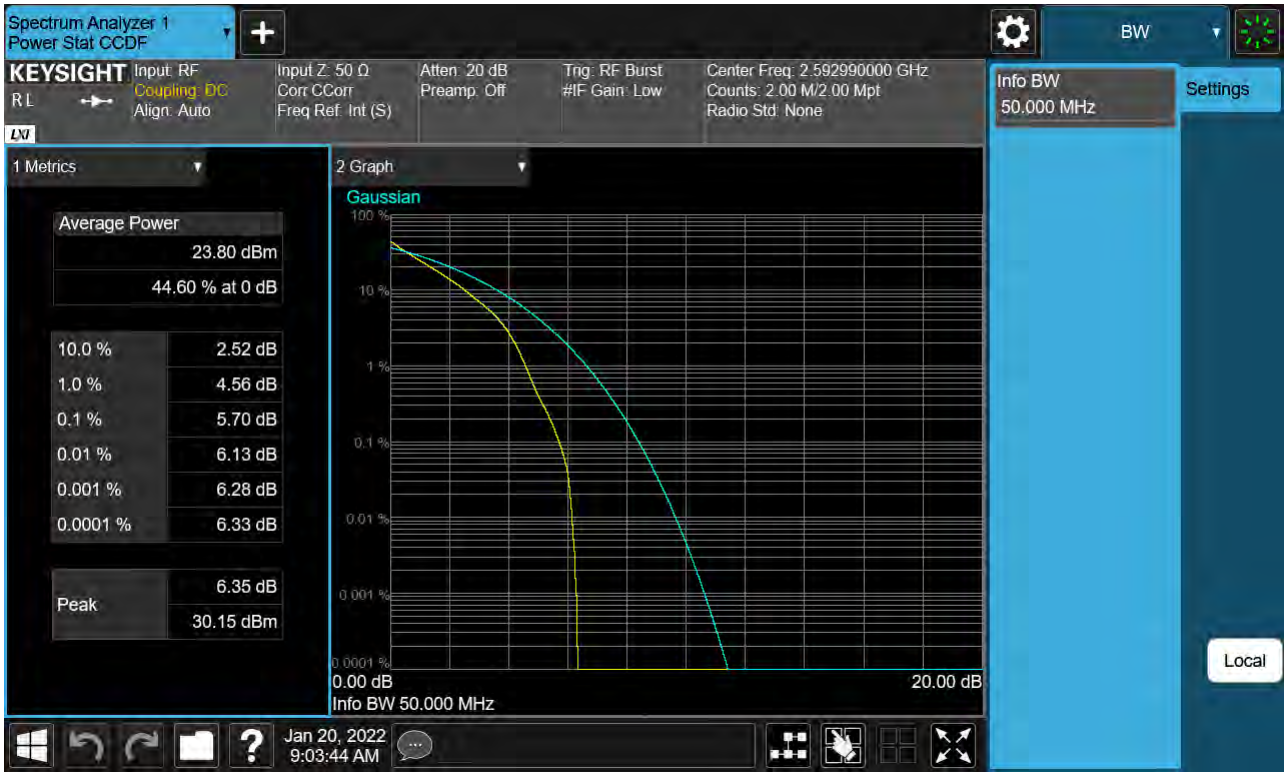 Spectrum Analyzer 1
Power Stat CCDF
+
BW
KEYSIGHT
R L
LXI
Input: RF
Coupling: DC
Align: Auto
Input Z: 50 Ω
Corr CCorr
Freq Ref: Int (S)
Atten: 20 dB
Preamp: Off
Trig: RF Burst
#IF Gain: Low
Center Freq: 2.592990000 GHz
Counts: 2.00 M/2.00 Mpt
Radio Std: None
Info BW
50.000 MHz
Settings
1 Metrics
Average Power
23.80 dBm
44.60 % at 0 dB
10.0 % 2.52 dB
1.0 % 4.56 dB
0.1 % 5.70 dB
0.01 % 6.13 dB
0.001 % 6.28 dB
0.0001 % 6.33 dB
Peak 6.35 dB
30.15 dBm
2 Graph
Gaussian
100 %
10 %
1 %
0.1 %
0.01 %
0.001 %
0.0001 %
0.00 dB 20.00 dB
Info BW 50.000 MHz
Local
?
Jan 20, 2022
9:03:44 AM